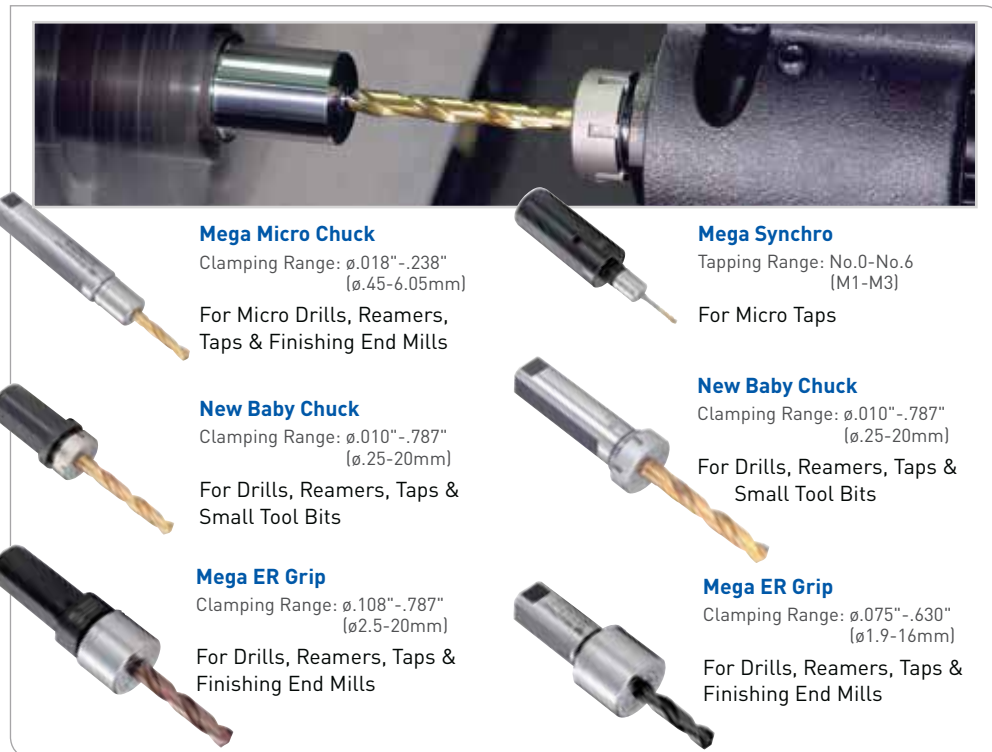 Mega Micro Chuck
Clamping Range: ø.018"-.238"
(ø.45-6.05mm)
For Micro Drills, Reamers,
Taps & Finishing End Mills
Mega Synchro
Tapping Range: No.0-No.6
(M1-M3)
For Micro Taps
New Baby Chuck
Clamping Range: ø.010"-.787"
(ø.25-20mm)
For Drills, Reamers, Taps &
Small Tool Bits
New Baby Chuck
Clamping Range: ø.010"-.787"
(ø.25-20mm)
For Drills, Reamers, Taps &
Small Tool Bits
Mega ER Grip
Clamping Range: ø.108"-.787"
(ø2.5-20mm)
For Drills, Reamers, Taps &
Finishing End Mills
Mega ER Grip
Clamping Range: ø.075"-.630"
(ø1.9-16mm)
For Drills, Reamers, Taps &
Finishing End Mills